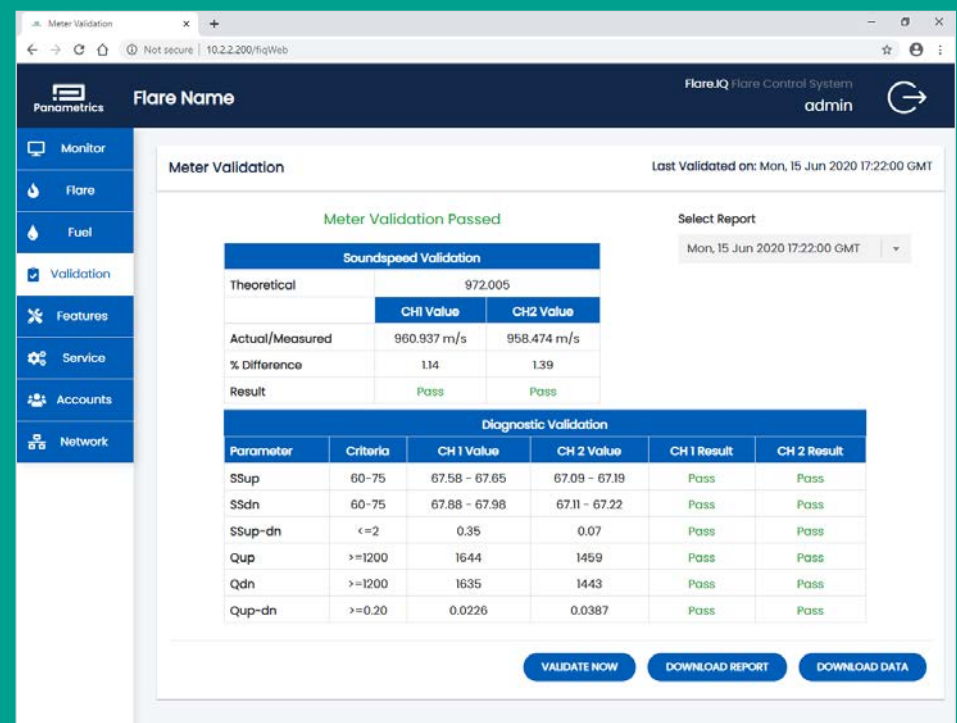 Meter Validation
Not secure | 10.2.2.200/fiqWeb
Panametrics
Flare Name
Flare.IQ Flare Control System
admin
Monitor
Flare
Fuel
Validation
Features
Service
Accounts
Network
Meter Validation
Last Validated on: Mon, 15 Jun 2020 17:22:00 GMT
Meter Validation Passed
Select Report
Mon, 15 Jun 2020 17:22:00 GMT
Soundspeed Validation
Theoretical 972.005
CH1 Value CH2 Value
Actual/Measured 960.937 m/s 958.474 m/s
% Difference 1.14 1.39
Result Pass Pass
Diagnostic Validation
Parameter Criteria CH 1 Value CH 2 Value CH 1 Result CH 2 Result
SSup 60-75 67.58 - 67.65 67.09 - 67.19 Pass Pass
SSdn 60-75 67.88 - 67.98 67.11 - 67.22 Pass Pass
SSup-dn <=2 0.35 0.07 Pass Pass
Qup >=1200 1644 1459 Pass Pass
Qdn >=1200 1635 1443 Pass Pass
Qup-dn >=0.20 0.0226 0.0387 Pass Pass
VALIDATE NOW DOWNLOAD REPORT DOWNLOAD DATA